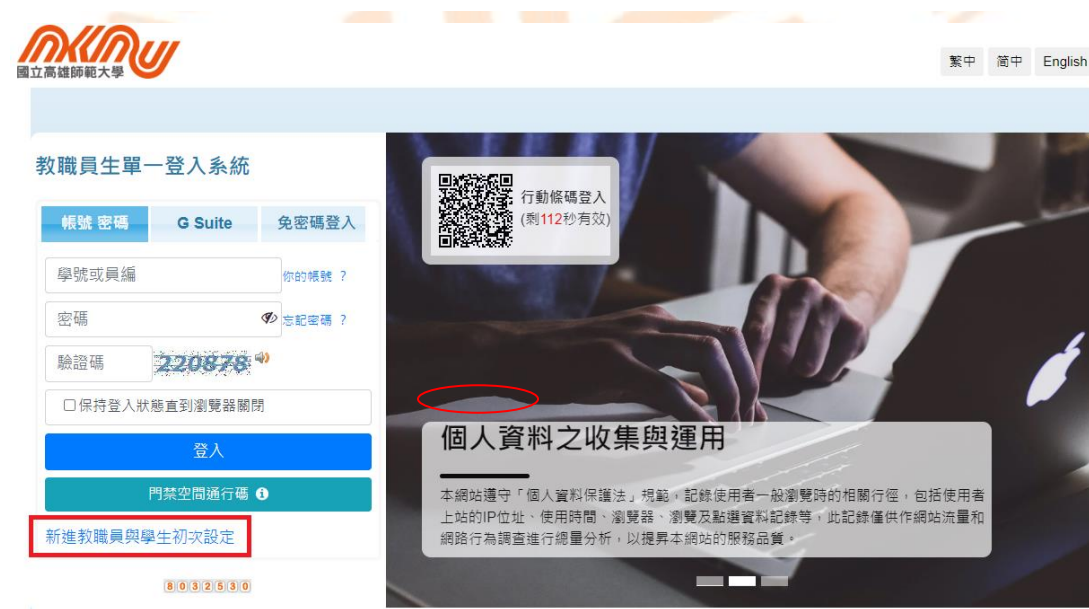 國立高雄師範大學
繁中 简中 English
教職員生單一登入系統
帳號 密碼 G Suite 免密碼登入
學號或員編 你的帳號 ?
密碼 忘記密碼 ?
驗證碼 220878
保持登入狀態直到瀏覽器關閉
登入
門禁空間通行碼
新進教職員與學生初次設定
8032530
行動條碼登入
(剩112秒有效)
個人資料之收集與運用
本網站遵守「個人資料保護法」規範，記錄使用者一般瀏覽時的相關行徑，包括使用者
上站的IP位址、使用時間、瀏覽器、瀏覽及點選資料記錄等，此記錄僅供作網站流量和
網路行為調查進行總量分析，以提昇本網站的服務品質。